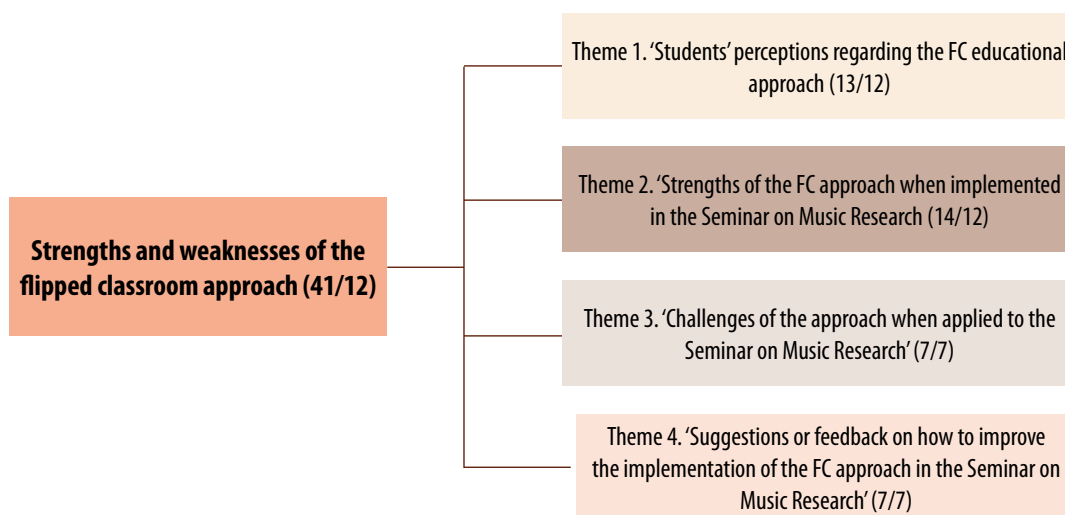 Theme 1. ‘Students’ perceptions regarding the FC educational
approach (13/12)
Theme 2. ‘Strengths of the FC approach when implemented
in the Seminar on Music Research (14/12)
Strengths and weaknesses of the
flipped classroom approach (41/12)
Theme 3. ‘Challenges of the approach when applied to the
Seminar on Music Research’ (7/7)
Theme 4. ‘Suggestions or feedback on how to improve
the implementation of the FC approach in the Seminar on
Music Research’ (7/7)